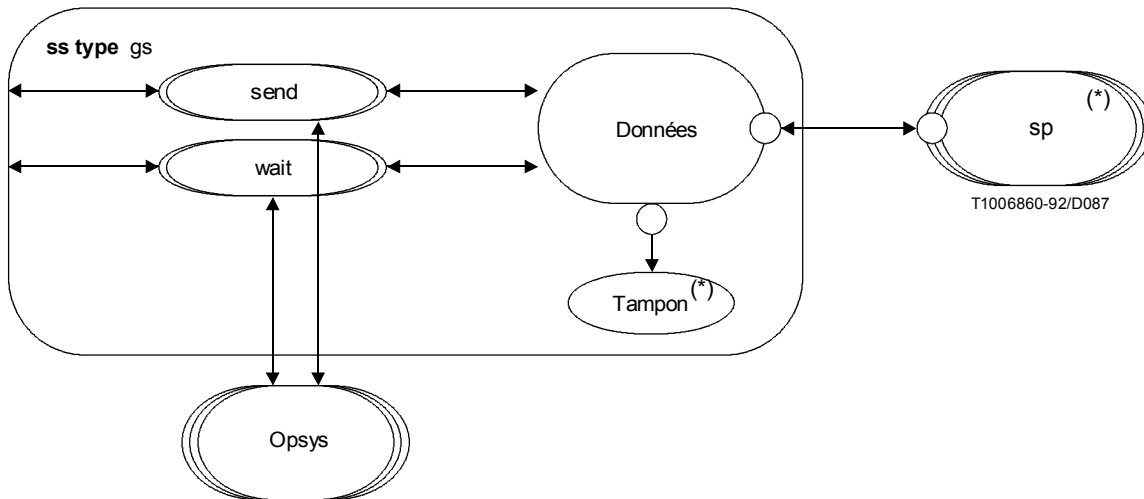 ss type gs
send
wait
Données
(*)
sp
T1006860-92/D087
Tampon(*)
Opsys